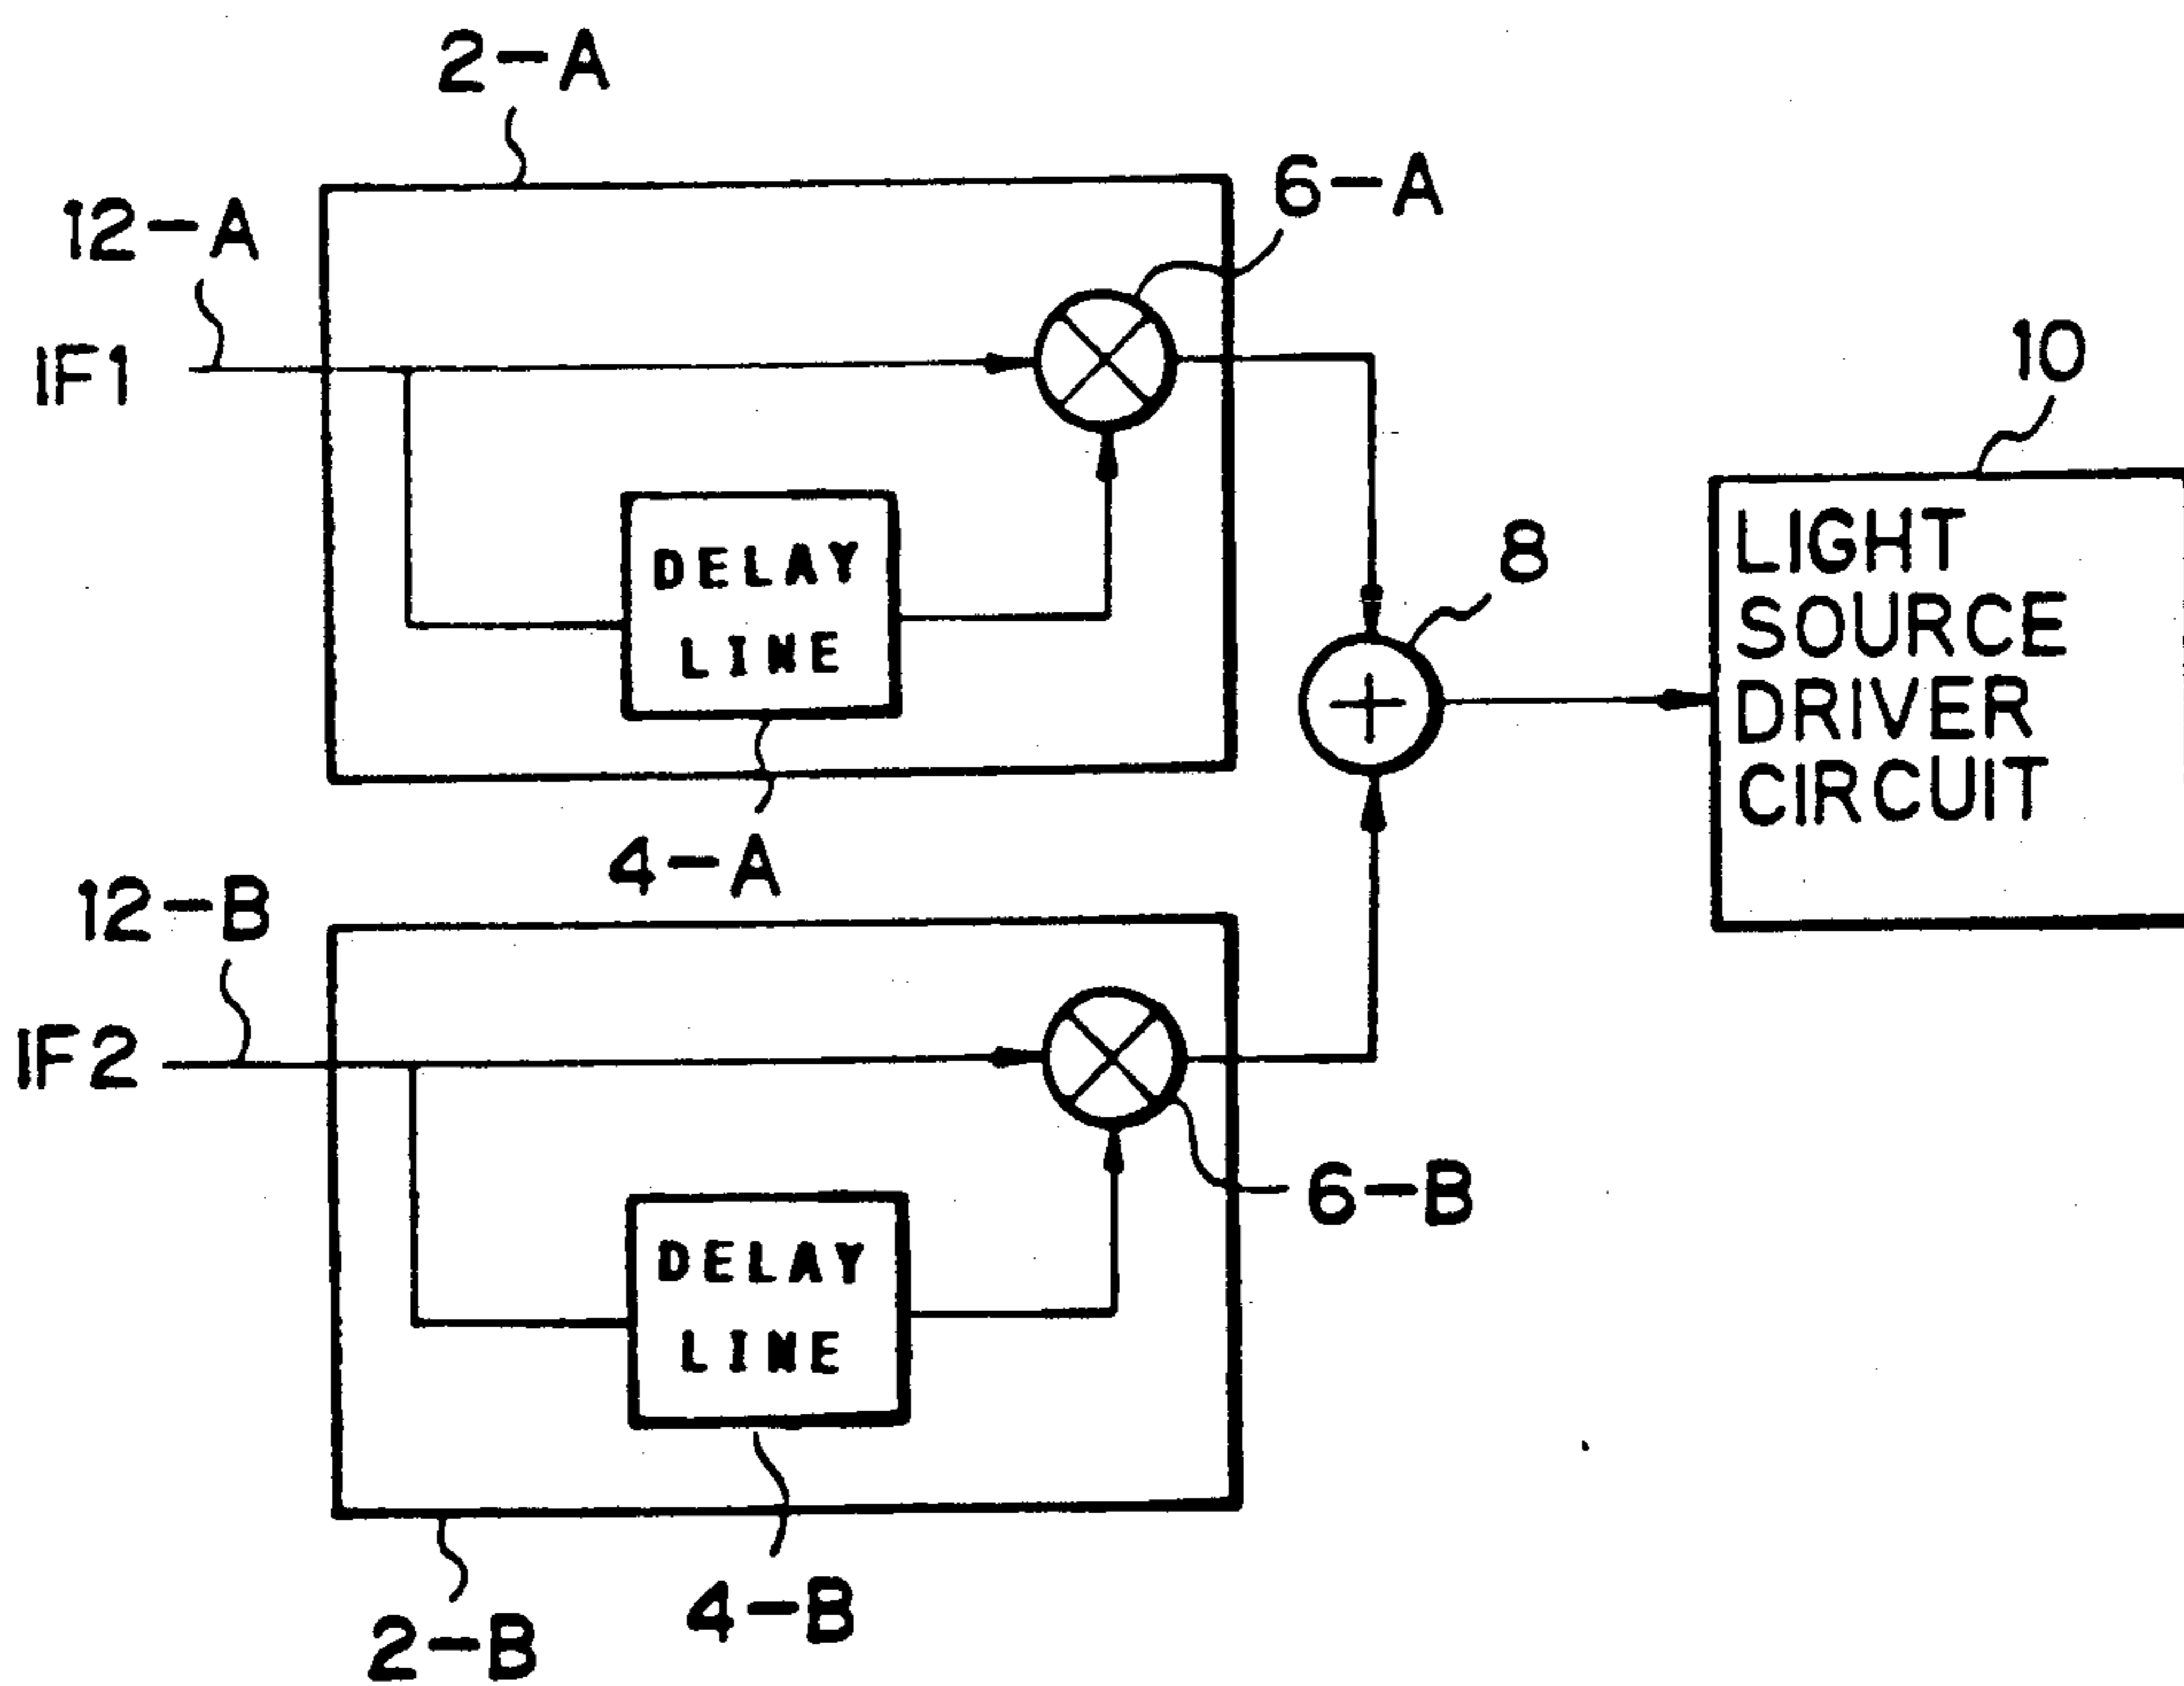 2-A
6-A
12-A
IF1
10
8
DELAY
LINE
LIGHT
SOURCE
DRIVER
CIRCUIT
4-A
12-B
IF2
6-B
DELAY
LINE
4-B
2-B